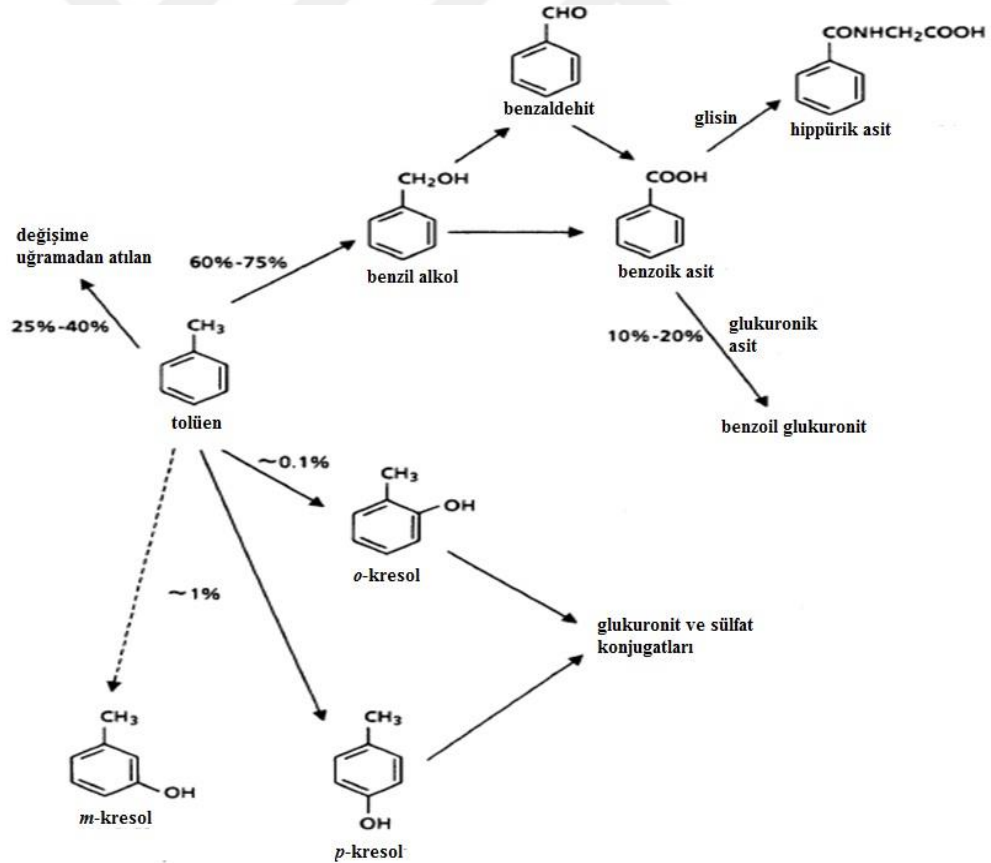 CHO
benzaldehit
CONHCH₂COOH
glisin
hippürik asit
CH₂OH
benzil alkol
COOH
benzoik asit
değişime
uğramadan atılan
60%-75%
25%-40%
CH₃
tolüen
10%-20%
glukuronik
asit
benzoil glukuronit
~0.1%
CH₃
OH
o-kresol
~1%
glukuronit ve sülfat
konjugatları
CH₃
OH
m-kresol
CH₃
OH
p-kresol